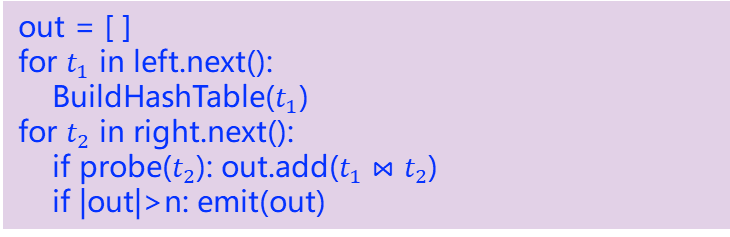 out = [ ]
for t₁ in left.next():
BuildHashTable(t₁)
for t₂ in right.next():
if probe(t₂): out.add(t₁ ⋈ t₂)
if |out|>n: emit(out)